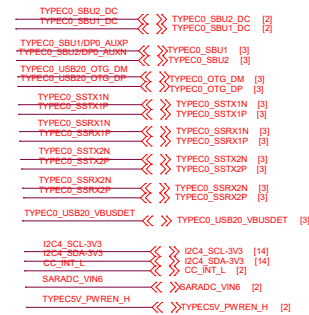 TYPEC0_SBU2_DC TYPEC0_SBU2_DC [2]
TYPEC0_SBU1_DC TYPEC0_SBU1_DC [2]
TYPEC0_SBU1/DP0_AUXP TYPEC0_SBU1 [3]
TYPEC0_SBU2/DP0_AUXN TYPEC0_SBU2 [3]
TYPEC0_USB20_OTG_DM TYPEC0_OTG_DM [3]
TYPEC0_USB20_OTG_DP TYPEC0_OTG_DP [3]
TYPEC0_SSTX1N TYPEC0_SSTX1N [3]
TYPEC0_SSTX1P TYPEC0_SSTX1P [3]
TYPEC0_SSRX1N TYPEC0_SSRX1N [3]
TYPEC0_SSRX1P TYPEC0_SSRX1P [3]
TYPEC0_SSTX2N TYPEC0_SSTX2N [3]
TYPEC0_SSTX2P TYPEC0_SSTX2P [3]
TYPEC0_SSRX2N TYPEC0_SSRX2N [3]
TYPEC0_SSRX2P TYPEC0_SSRX2P [3]
TYPEC0_USB20_VBUSDET TYPEC0_USB20_VBUSDET [3]
I2C4_SCL-3V3 I2C4_SCL-3V3 [14]
I2C4_SDA-3V3 I2C4_SDA-3V3 [14]
CC_INT_L CC_INT_L [2]
SARADC_VIN6 SARADC_VIN6 [2]
TYPEC5V_PWREN_H TYPEC5V_PWREN_H [2]